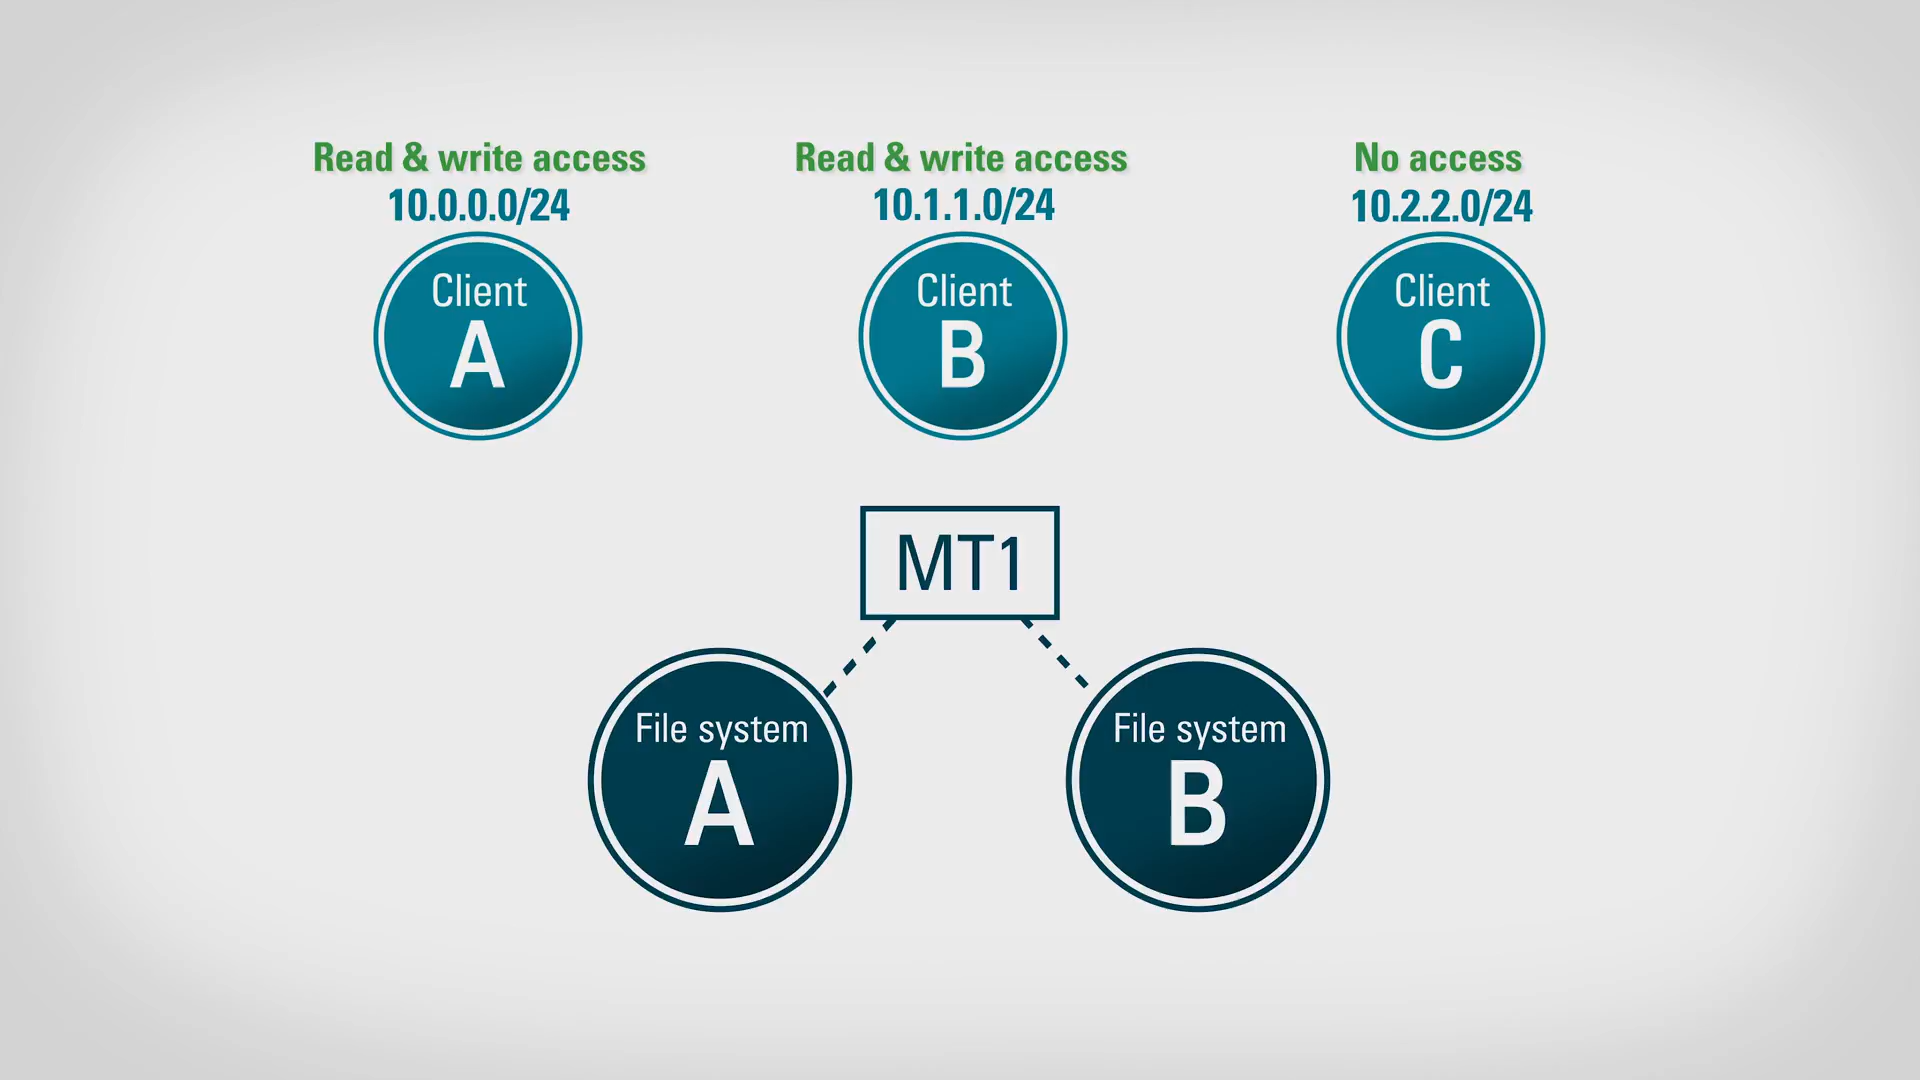 Read & write access
10.0.0.0/24
Client
A
Read & write access
10.1.1.0/24
Client
B
No access
10.2.2.0/24
Client
C
MT1
File system
A
File system
B